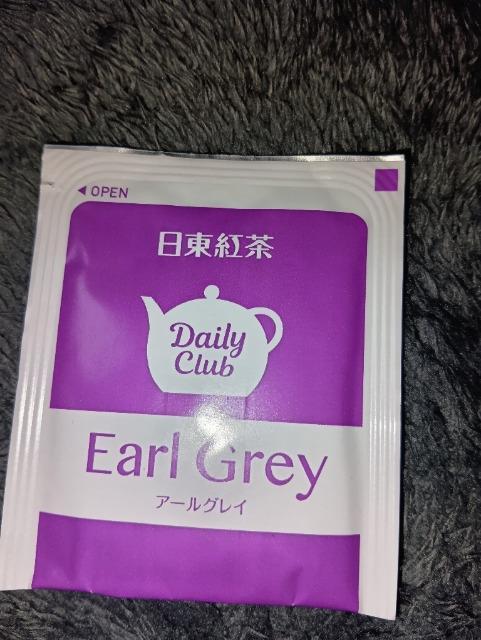 ◀ OPEN
日東紅茶
Daily
Club
Earl Grey
アールグレイ